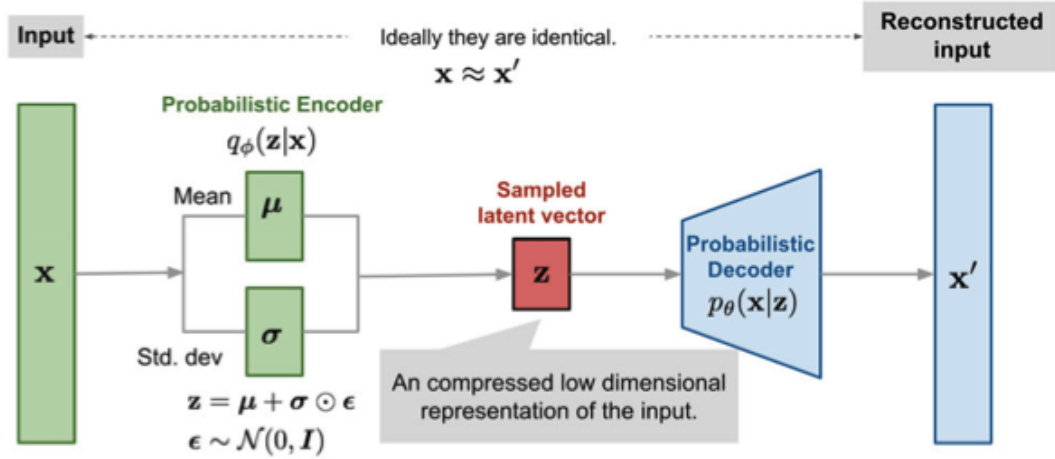 Input
Ideally they are identical.
x ≈ x′
Reconstructed
input
Probabilistic Encoder
qϕ(z|x)
Mean
μ
x
Std. dev
σ
z = μ + σ ⊙ ϵ
ϵ ∼ 𝒩(0, I)
Sampled
latent vector
z
An compressed low dimensional
representation of the input.
Probabilistic
Decoder
pθ(x|z)
x′